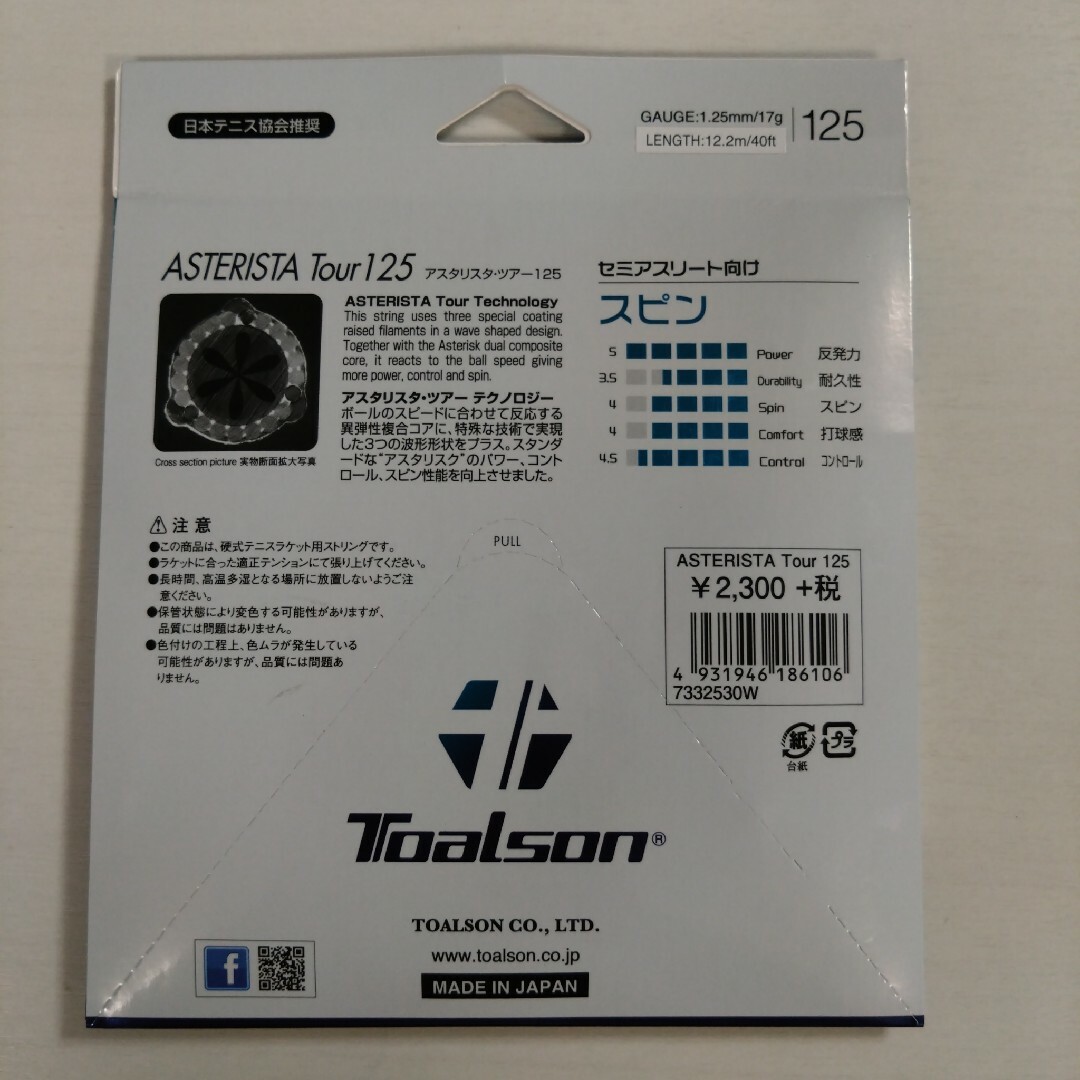 日本テニス協会推奨
GAUGE:1.25mm/17g
LENGTH:12.2m/40ft
125
ASTERISTA Tour125 アスタリスタ・ツアー125
ASTERISTA Tour Technology
This string uses three special coating
raised filaments in a wave shaped design.
Together with the Asterisk dual composite
core, it reacts to the ball speed giving
more power, control and spin.
アスタリスタ・ツアー テクノロジー
ボールのスピードに合わせて反応する
異弾性複合コアに、特殊な技術で実現
した3つの波形形状をプラス。スタンダ
ードな"アスタリスク"のパワー、コント
ロール、スピン性能を向上させました。
Cross section picture 実物断面拡大写真
セミアスリート向け
スピン
5 Power 反発力
3.5 Durability 耐久性
4 Spin スピン
4 Comfort 打球感
4.5 Control コントロール
⚠注意
●この商品は、硬式テニスラケット用ストリングです。
●ラケットに合った適正テンションにて張り上げてください。
●長時間、高温多湿となる場所に放置しないようご注
意ください。
●保管状態により変色する可能性がありますが、
品質には問題はありません。
●色付けの工程上、色ムラが発生している
可能性がありますが、品質には問題あ
りません。
PULL
ASTERISTA Tour 125
¥2,300 +税
4 931946 186106
7332530W
紙
台紙
プラ
Toalson®
TOALSON CO., LTD.
www.toalson.co.jp
MADE IN JAPAN
f